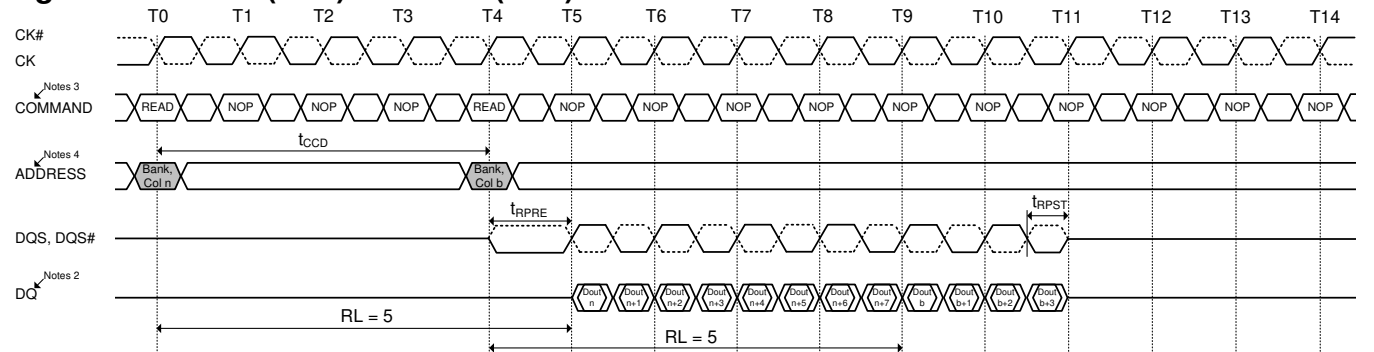 T0 T1 T2 T3 T4 T5 T6 T7 T8 T9 T10 T11 T12 T13 T14
CK#
CK
Notes 3
COMMAND READ NOP NOP NOP READ NOP NOP NOP NOP NOP NOP NOP NOP NOP NOP
tCCD
Notes 4
ADDRESS Bank, Col n Bank, Col b
tRPRE tRPST
DQS, DQS#
Notes 2
DQ Dout n Dout n+1 Dout n+2 Dout n+3 Dout n+4 Dout n+5 Dout n+6 Dout n+7 Dout b Dout b+1 Dout b+2 Dout b+3
RL = 5
RL = 5